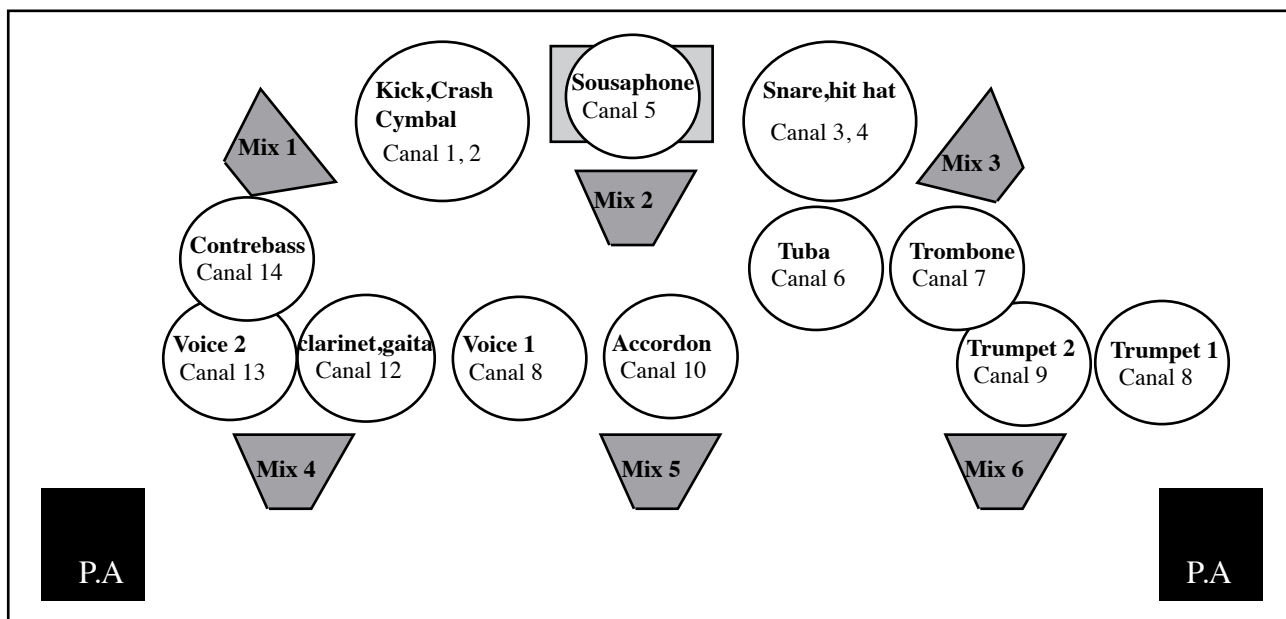 Kick,Crash
Cymbal
Canal 1, 2
Sousaphone
Canal 5
Snare,hit hat
Canal 3, 4
Mix 1
Mix 2
Mix 3
Contrebass
Canal 14
Tuba
Canal 6
Trombone
Canal 7
Voice 2
Canal 13
clarinet,gaita
Canal 12
Voice 1
Canal 8
Accordon
Canal 10
Trumpet 2
Canal 9
Trumpet 1
Canal 8
Mix 4
Mix 5
Mix 6
P.A
P.A